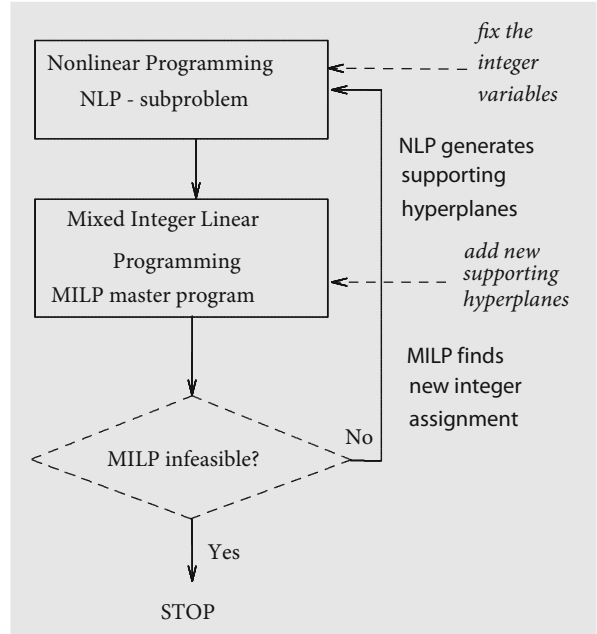 Nonlinear Programming
NLP - subproblem
fix the
integer
variables
NLP generates
supporting
hyperplanes
Mixed Integer Linear
Programming
MILP master program
add new
supporting
hyperplanes
MILP finds
new integer
assignment
MILP infeasible?
No
Yes
STOP